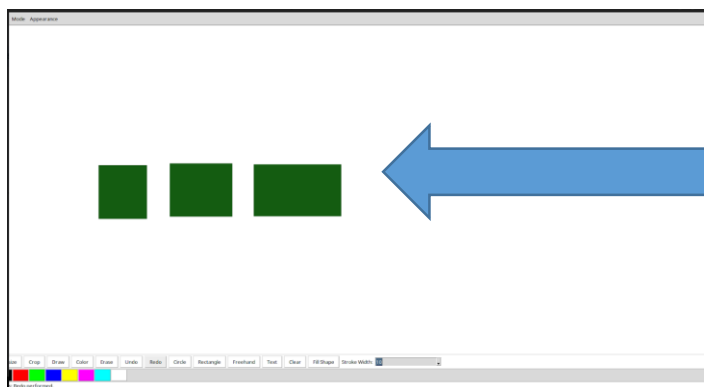 Mode Appearance
Crop Draw Color Erase Undo Redo Circle Rectangle Freehand Text Clear Fill Shape Stroke Width:
Redo performed